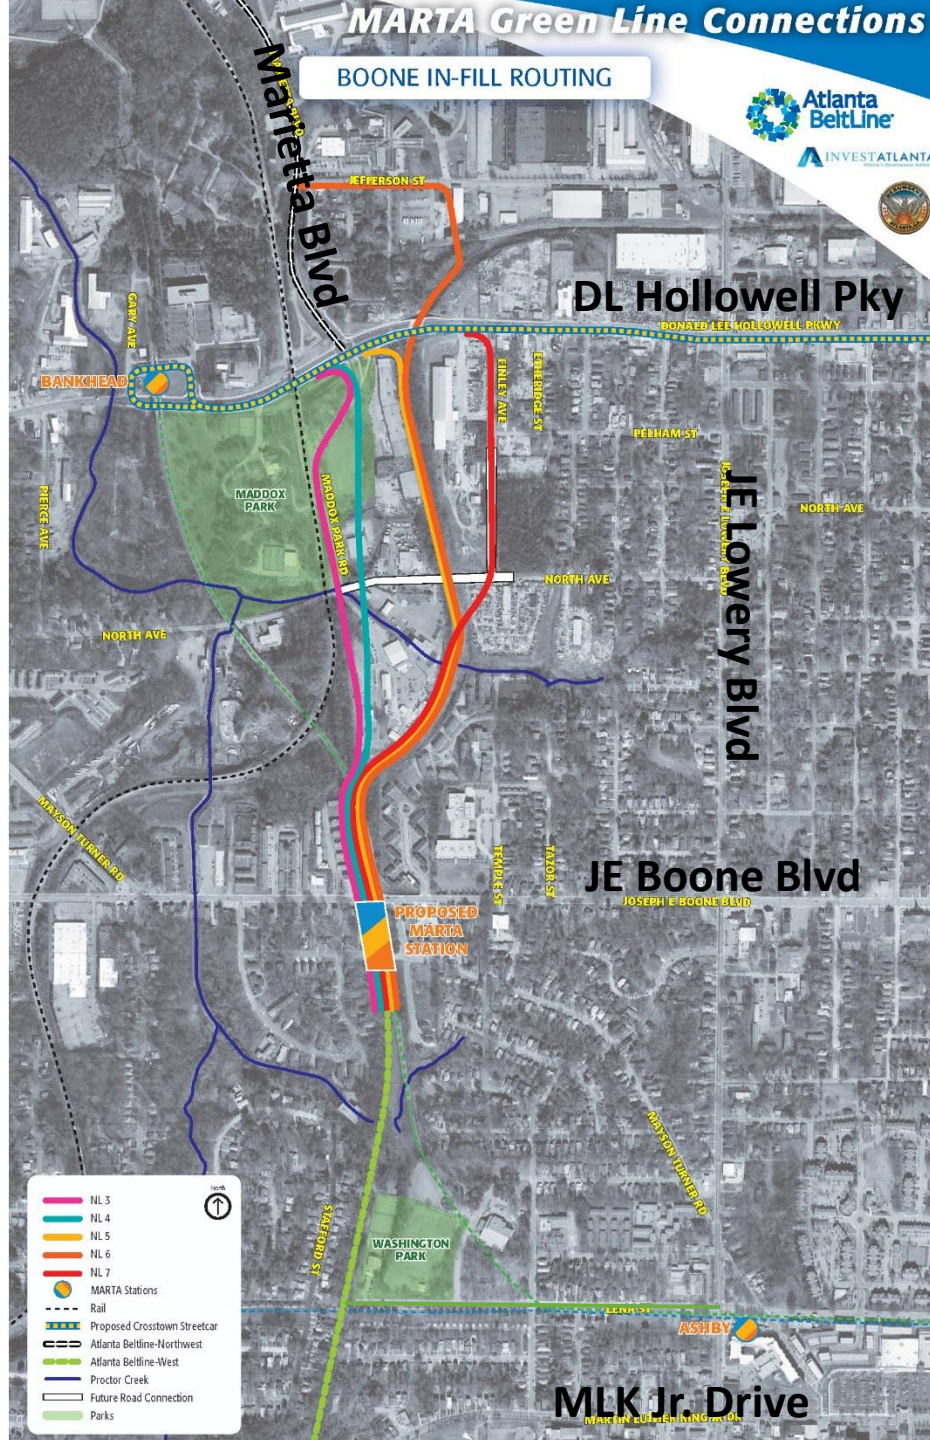 MARTA Green Line Connections
BOONE IN-FILL ROUTING
Atlanta
BeltLine
INVESTATLANTA
Marietta Blvd
JEFFERSON ST
DL Hollowell Pky
DONALD LEE HOLLOWELL PKWY
GARY AVE
BANKHEAD
FINLEY AVE
ETHERIDGE ST
PELHAM ST
MADDOX
PARK
MADDOX PARK RD
PIERCE AVE
JE Lowery Blvd
JOSEPH E LOWERY BLVD
NORTH AVE
NORTH AVE
NORTH AVE
MAYSON TURNER RD
TEMPLE ST
TAZOR ST
JE Boone Blvd
JOSEPH E BOONE BLVD
PROPOSED
MARTA
STATION
MAYSON TURNER RD
STAFFORD ST
WASHINGTON
PARK
LENA ST
ASHBY
MLK Jr. Drive
MARTIN LUTHER KING JR DR
North
NL 3
NL 4
NL 5
NL 6
NL 7
MARTA Stations
Rail
Proposed Crosstown Streetcar
Atlanta Beltline-Northwest
Atlanta Beltline-West
Proctor Creek
Future Road Connection
Parks